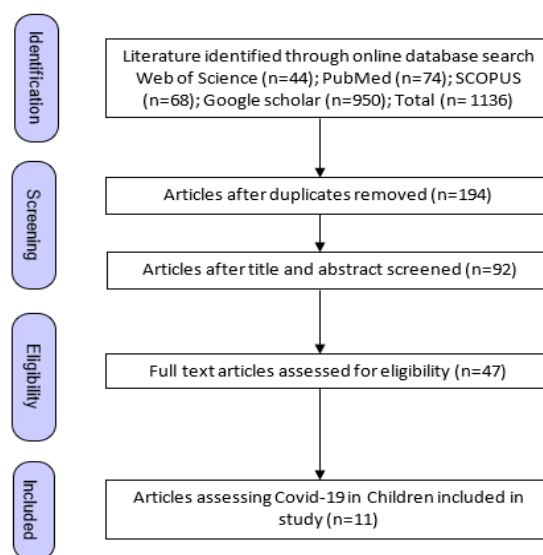 Identification
Literature identified through online database search
Web of Science (n=44); PubMed (n=74); SCOPUS
(n=68); Google scholar (n=950); Total (n= 1136)
Screening
Articles after duplicates removed (n=194)
Articles after title and abstract screened (n=92)
Eligibility
Full text articles assessed for eligibility (n=47)
Included
Articles assessing Covid-19 in Children included in
study (n=11)